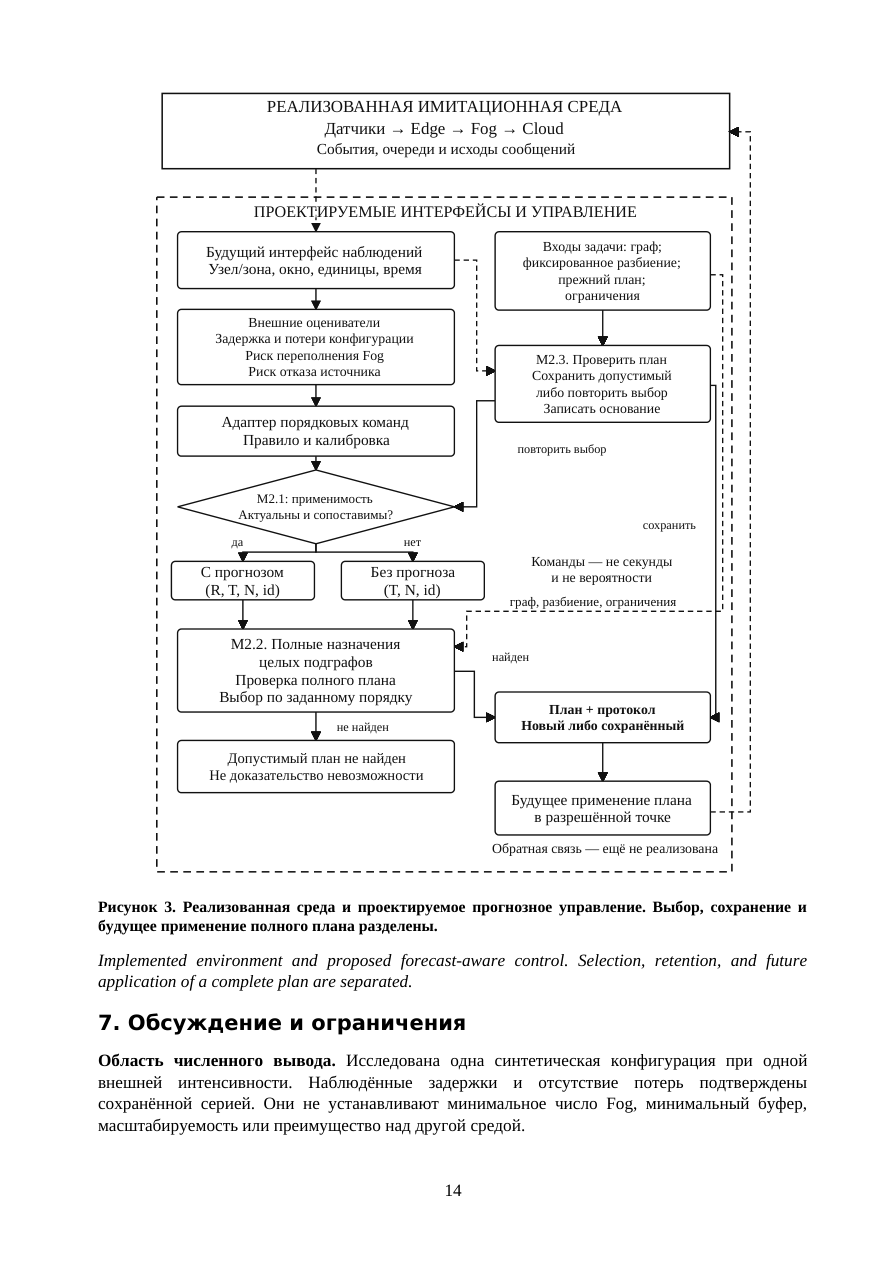 РЕАЛИЗОВАННАЯ ИМИТАЦИОННАЯ СРЕДА
Датчики → Edge → Fog → Cloud
События, очереди и исходы сообщений
ПРОЕКТИРУЕМЫЕ ИНТЕРФЕЙСЫ И УПРАВЛЕНИЕ
Будущий интерфейс наблюдений
Узел/зона, окно, единицы, время
Входы задачи: граф;
фиксированное разбиение;
прежний план;
ограничения
Внешние оцениватели
Задержка и потери конфигурации
Риск переполнения Fog
Риск отказа источника
М2.3. Проверить план
Сохранить допустимый
либо повторить выбор
Записать основание
Адаптер порядковых команд
Правило и калибровка
повторить выбор
М2.1: применимость
Актуальны и сопоставимы?
сохранить
да
нет
Команды — не секунды
и не вероятности
С прогнозом
(R, T, N, id)
Без прогноза
(T, N, id)
граф, разбиение, ограничения
М2.2. Полные назначения
целых подграфов
Проверка полного плана
Выбор по заданному порядку
найден
План + протокол
Новый либо сохранённый
не найден
Допустимый план не найден
Не доказательство невозможности
Будущее применение плана
в разрешённой точке
Обратная связь — ещё не реализована
Рисунок 3. Реализованная среда и проектируемое прогнозное управление. Выбор, сохранение и
будущее применение полного плана разделены.
Implemented environment and proposed forecast-aware control. Selection, retention, and future
application of a complete plan are separated.
7. Обсуждение и ограничения
Область численного вывода. Исследована одна синтетическая конфигурация при одной
внешней интенсивности. Наблюдённые задержки и отсутствие потерь подтверждены
сохранённой серией. Они не устанавливают минимальное число Fog, минимальный буфер,
масштабируемость или преимущество над другой средой.
14